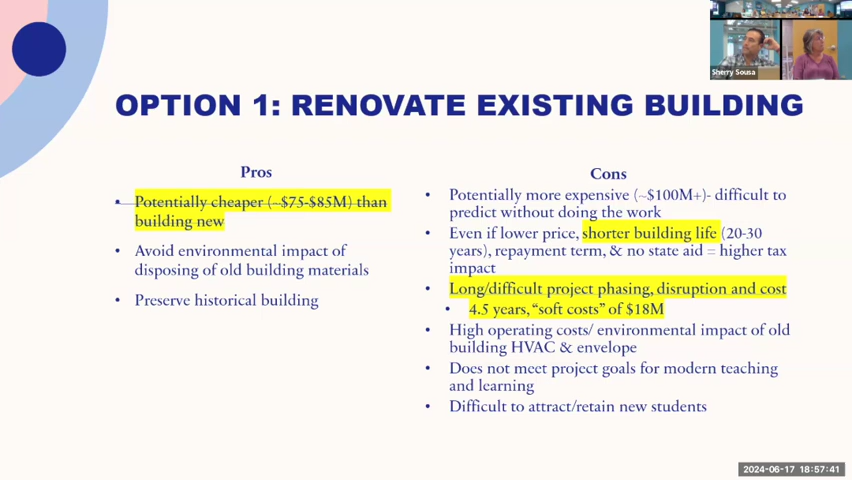 Sherry Sousa
OPTION 1: RENOVATE EXISTING BUILDING
Pros
• Potentially cheaper (~$75-$85M) than
building new
• Avoid environmental impact of
disposing of old building materials
• Preserve historical building
Cons
• Potentially more expensive (~$100M+)- difficult to
predict without doing the work
• Even if lower price, shorter building life (20-30
years), repayment term, & no state aid = higher tax
impact
• Long/difficult project phasing, disruption and cost
• 4.5 years, “soft costs” of $18M
• High operating costs/ environmental impact of old
building HVAC & envelope
• Does not meet project goals for modern teaching
and learning
• Difficult to attract/retain new students
2024-06-17 18:57:41